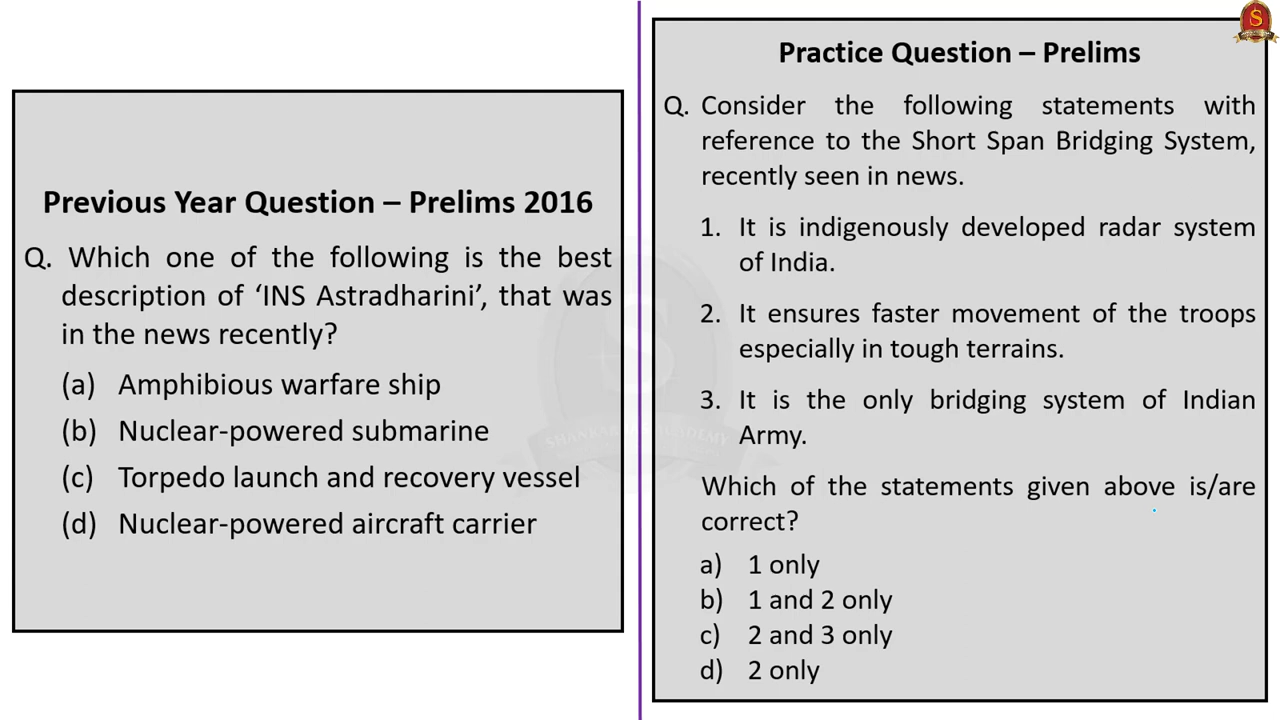 Previous Year Question – Prelims 2016
Q. Which one of the following is the best
description of ‘INS Astradharini’, that was
in the news recently?
(a) Amphibious warfare ship
(b) Nuclear-powered submarine
(c) Torpedo launch and recovery vessel
(d) Nuclear-powered aircraft carrier
Practice Question – Prelims
Q. Consider the following statements with
reference to the Short Span Bridging System,
recently seen in news.
1. It is indigenously developed radar system
of India.
2. It ensures faster movement of the troops
especially in tough terrains.
3. It is the only bridging system of Indian
Army.
Which of the statements given above is/are
correct?
a) 1 only
b) 1 and 2 only
c) 2 and 3 only
d) 2 only
S